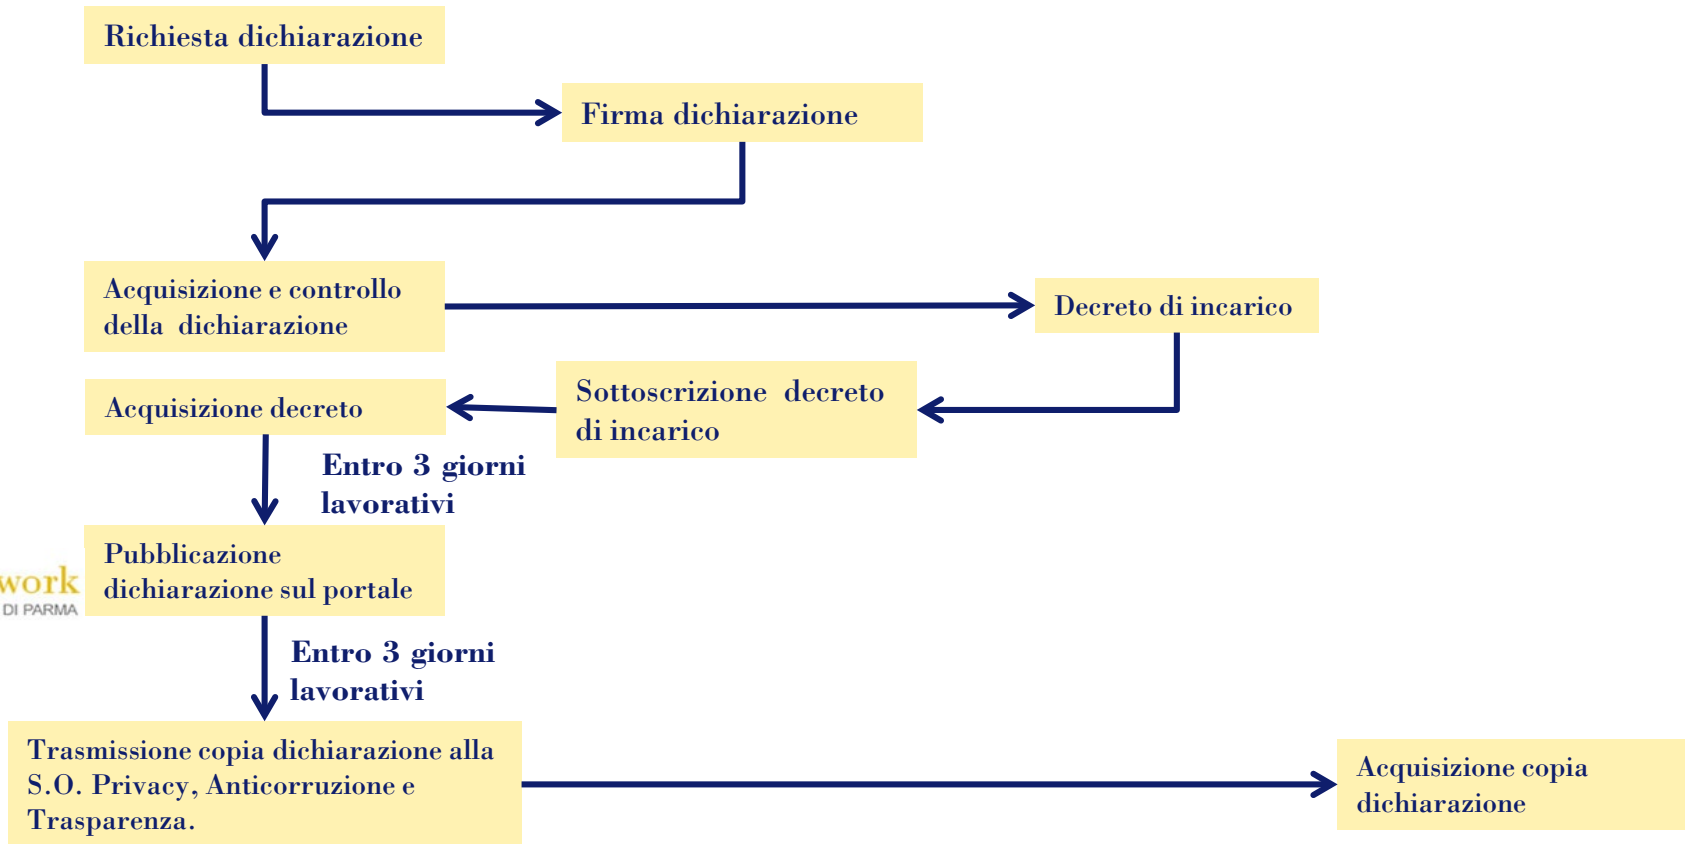 Richiesta dichiarazione
Firma dichiarazione
Acquisizione e controllo
della dichiarazione
Decreto di incarico
Sottoscrizione decreto
di incarico
Acquisizione decreto
Entro 3 giorni
lavorativi
Pubblicazione
dichiarazione sul portale
work
DI PARMA
Entro 3 giorni
lavorativi
Trasmissione copia dichiarazione alla
S.O. Privacy, Anticorruzione e
Trasparenza.
Acquisizione copia
dichiarazione